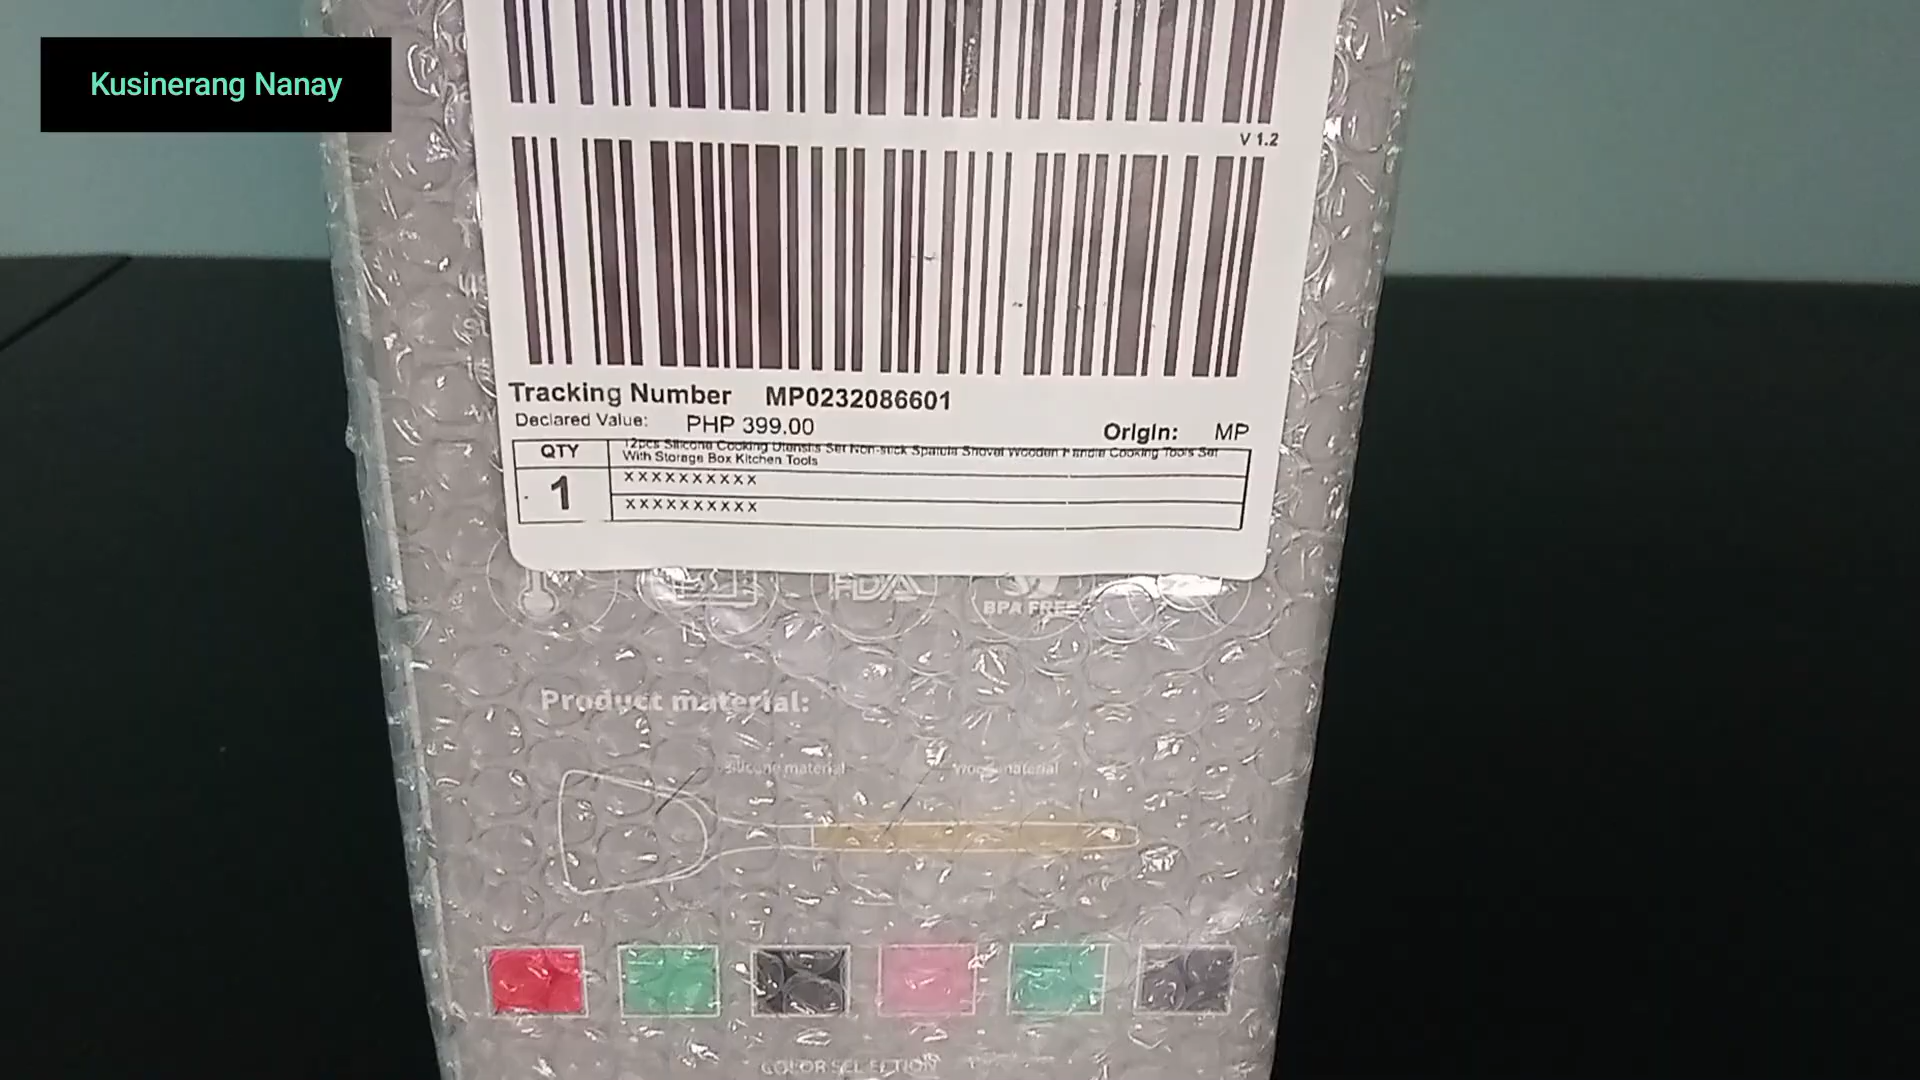 Kusinerang Nanay
V 1.2
Tracking Number MP0232086601
Declared Value: PHP 399.00
Origin: MP
QTY
12pcs Silicone Cooking Utensils Set Non-stick Spatula Shovel Wooden Handle Cooking Tools Set
With Storage Box Kitchen Tools
1
XXXXXXXXXX
XXXXXXXXXX
FDA
BPA FREE
Product material:
Silicone material
Wood material
COLOR SELECTION